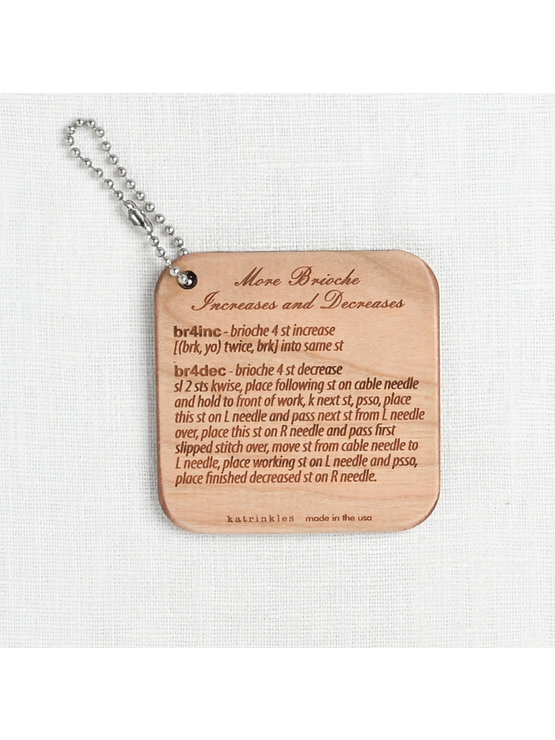 More Brioche
Increases and Decreases
br4inc - brioche 4 st increase
[(brk, yo) twice, brk] into same st
br4dec - brioche 4 st decrease
sl 2 sts kwise, place following st on cable needle
and hold to front of work, k next st, psso, place
this st on L needle and pass next st from L needle
over, place this st on R needle and pass first
slipped stitch over, move st from cable needle to
L needle, place working st on L needle and psso,
place finished decreased st on R needle.
katrinkles made in the usa